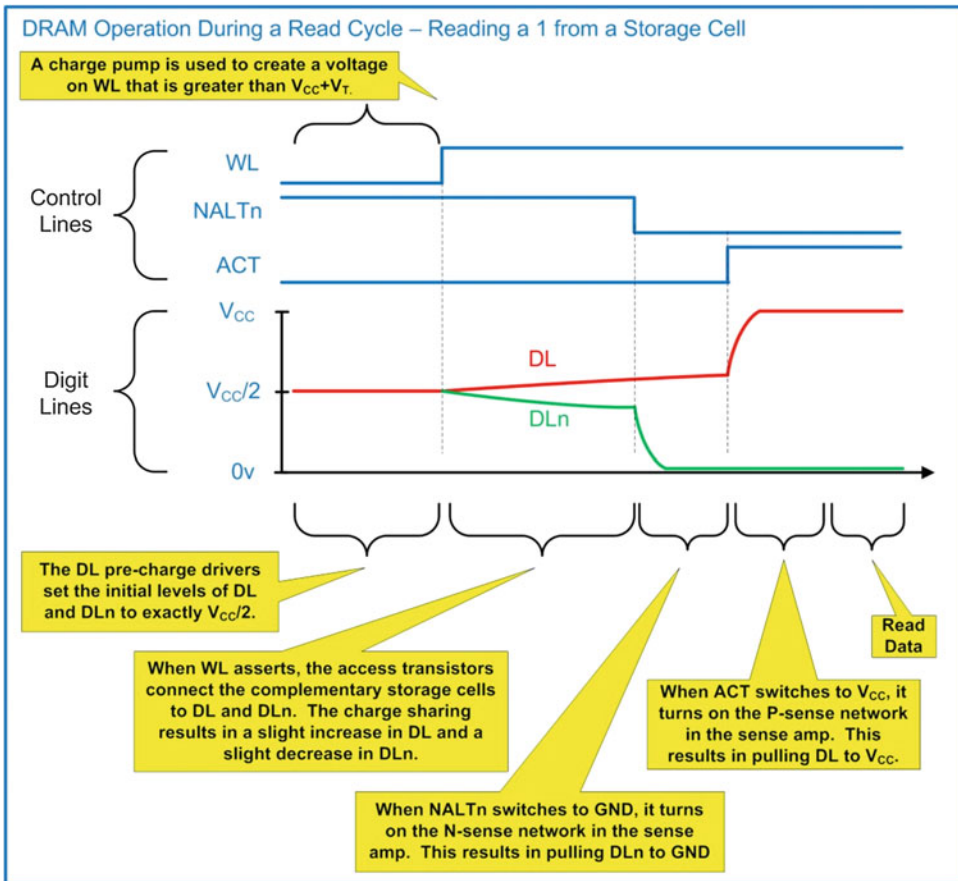 DRAM Operation During a Read Cycle – Reading a 1 from a Storage Cell
A charge pump is used to create a voltage
on WL that is greater than VCC+VT.
WL
Control
Lines
NALTn
ACT
VCC
DL
Digit
Lines
VCC/2
DLn
0v
The DL pre-charge drivers
set the initial levels of DL
and DLn to exactly VCC/2.
Read
Data
When WL asserts, the access transistors
connect the complementary storage cells
to DL and DLn. The charge sharing
results in a slight increase in DL and a
slight decrease in DLn.
When ACT switches to VCC, it
turns on the P-sense network
in the sense amp. This
results in pulling DL to VCC.
When NALTn switches to GND, it turns
on the N-sense network in the sense
amp. This results in pulling DLn to GND